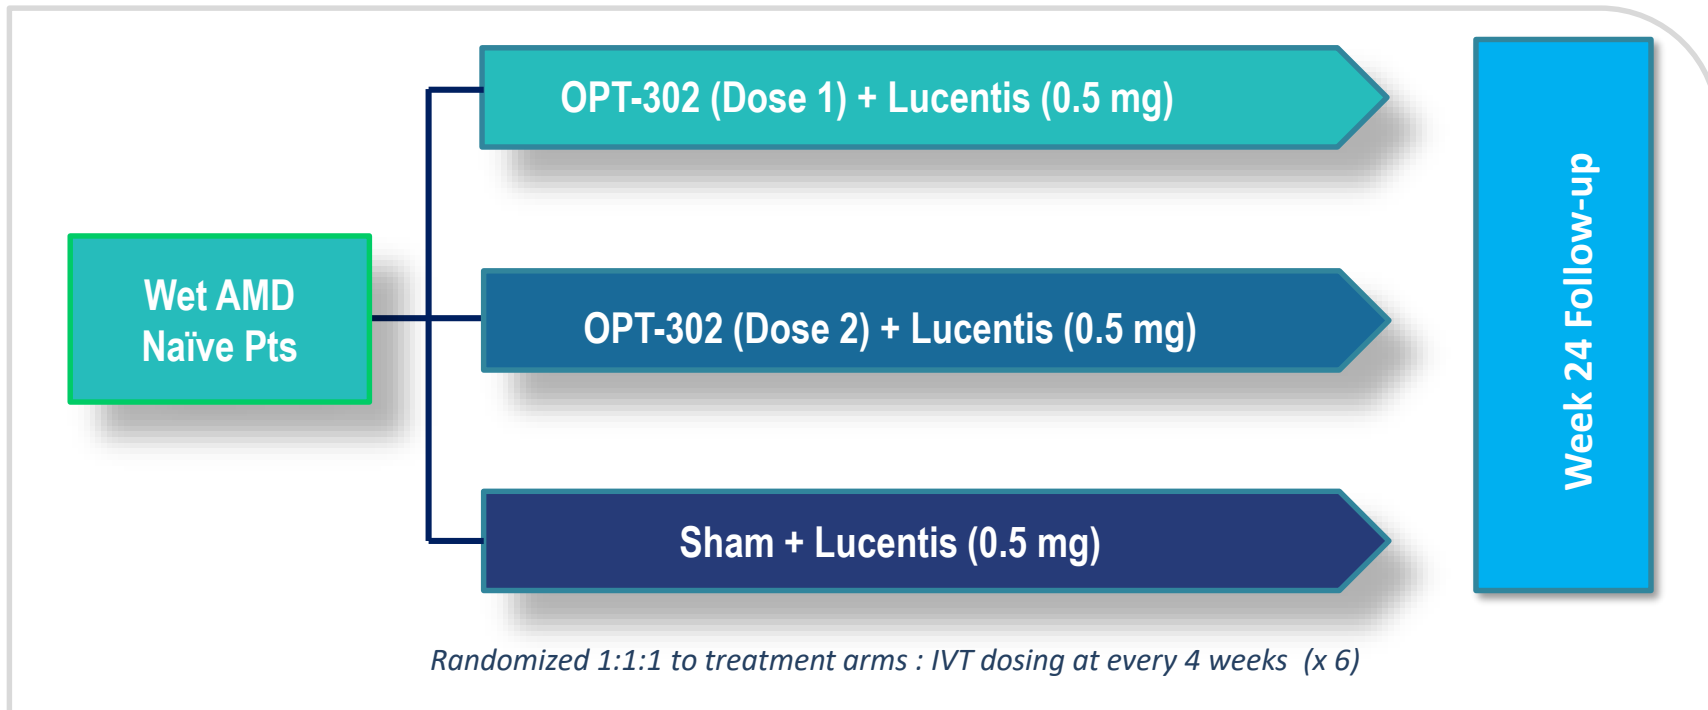 OPT-302 (Dose 1) + Lucentis (0.5 mg)
Wet AMD
Naïve Pts
OPT-302 (Dose 2) + Lucentis (0.5 mg)
Sham + Lucentis (0.5 mg)
Week 24 Follow-up
Randomized 1:1:1 to treatment arms : IVT dosing at every 4 weeks (x 6)